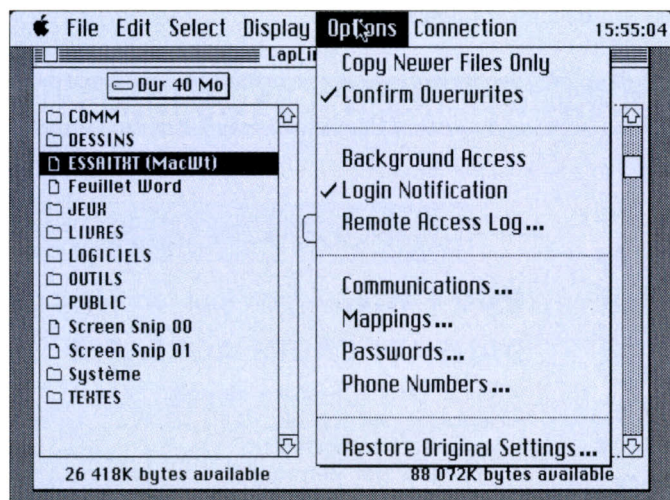 File Edit Select Display Options Connection 15:55:04
LapLi
Dur 40 Mo
COMM
DESSINS
ESSAITXT (MacWt)
Feuillet Word
JEUX
LIVRES
LOGICIELS
OUTILS
PUBLIC
Screen Snip 00
Screen Snip 01
Système
TEXTES
26 418K bytes available
Copy Newer Files Only
Confirm Overwrites
Background Access
Login Notification
Remote Access Log...
Communications...
Mappings...
Passwords...
Phone Numbers...
Restore Original Settings...
88 072K bytes available